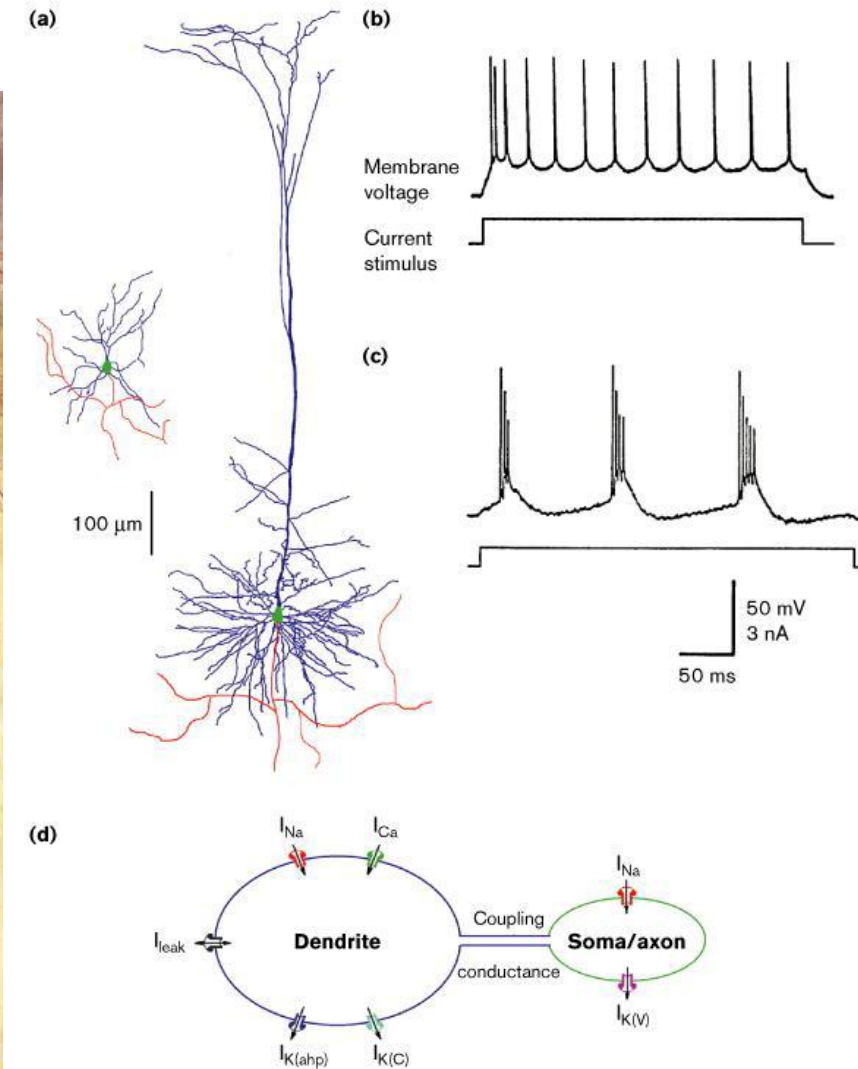 (a)
(b)
Membrane
voltage
Current
stimulus
(c)
100 μm
50 mV
3 nA
50 ms
(d)
I_Na
I_Ca
I_Na
I_leak
Dendrite
Coupling
conductance
Soma/axon
I_K(ahp)
I_K(C)
I_K(V)